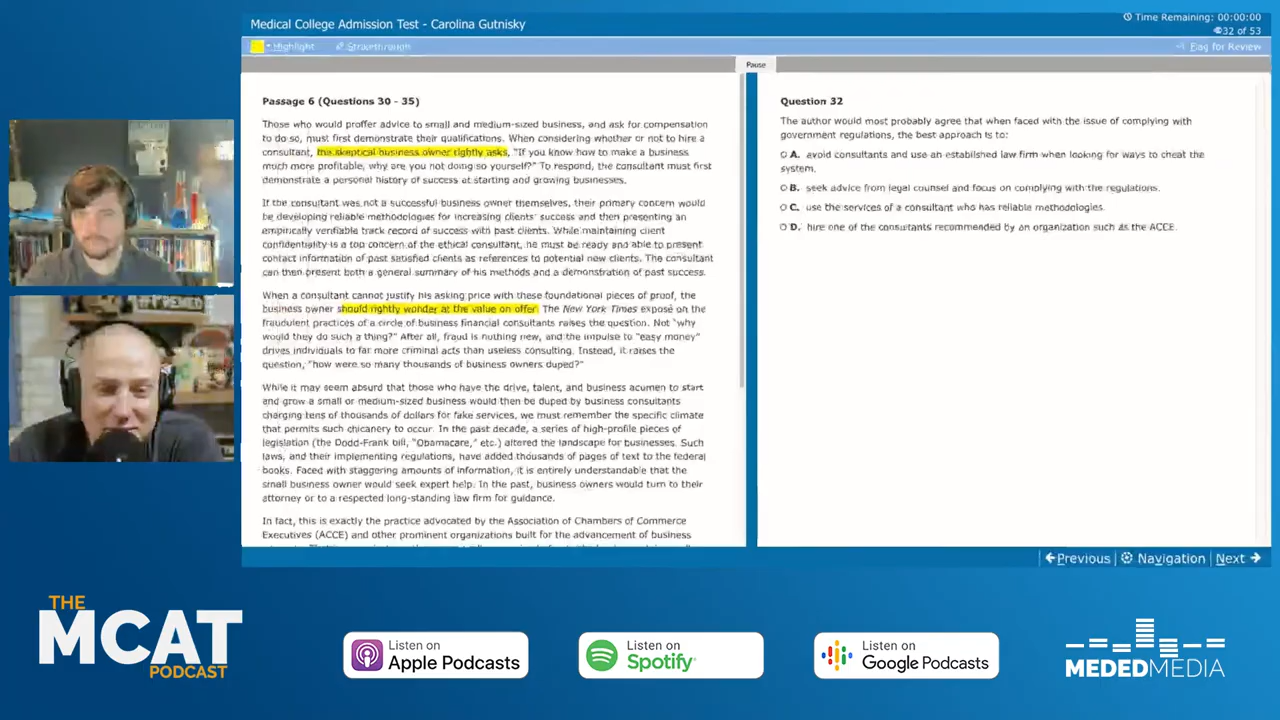 Medical College Admission Test - Carolina Gutnisky
Time Remaining: 00:00:00
32 of 53
Highlight
Strikethrough
Flag for Review
Pause
Passage 6 (Questions 30 - 35)
Those who would proffer advice to small and medium-sized business, and ask for compensation
to do so, must first demonstrate their qualifications. When considering whether or not to hire a
consultant, the skeptical business owner rightly asks, "If you know how to make a business
much more profitable, why are you not doing so yourself?" To respond, the consultant must first
demonstrate a personal history of success at starting and growing businesses.
If the consultant was not a successful business owner themselves, their primary concern would
be developing reliable methodologies for increasing clients' success and then presenting an
empirically verifiable track record of success with past clients. While maintaining client
confidentiality is a top concern of the ethical consultant, he must be ready and able to present
contact information of past satisfied clients as references to potential new clients. The consultant
can then present both a general summary of his methods and a demonstration of past success.
When a consultant cannot justify his asking price with these foundational pieces of proof, the
business owner should rightly wonder at the value on offer. The New York Times exposé on the
fraudulent practices of a circle of business financial consultants raises the question. Not "why
would they do such a thing?" After all, fraud is nothing new, and the impulse to "easy money"
drives individuals to far more criminal acts than useless consulting. Instead, it raises the
question, "how were so many thousands of business owners duped?"
While it may seem absurd that those who have the drive, talent, and business acumen to start
and grow a small or medium-sized business would then be duped by business consultants
charging tens of thousands of dollars for fake services, we must remember the specific climate
that permits such chicanery to occur. In the past decade, a series of high-profile pieces of
legislation (the Dodd-Frank bill, "Obamacare," etc.) altered the landscape for businesses. Such
laws, and their implementing regulations, have added thousands of pages of text to the federal
books. Faced with staggering amounts of information, it is entirely understandable that the
small business owner would seek expert help. In the past, business owners would turn to their
attorney or to a respected long-standing law firm for guidance.
In fact, this is exactly the practice advocated by the Association of Chambers of Commerce
Executives (ACCE) and other prominent organizations built for the advancement of business
Question 32
The author would most probably agree that when faced with the issue of complying with
government regulations, the best approach is to:
A. avoid consultants and use an established law firm when looking for ways to cheat the
system.
B. seek advice from legal counsel and focus on complying with the regulations.
C. use the services of a consultant who has reliable methodologies.
D. hire one of the consultants recommended by an organization such as the ACCE.
Previous
Navigation
Next
THE
MCAT
PODCAST
Listen on
Apple Podcasts
Listen on
Spotify
Listen on
Google Podcasts
MEDEDMEDIA